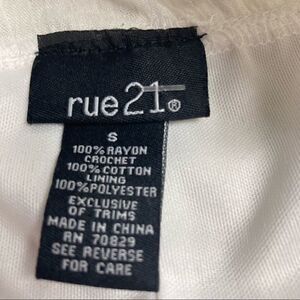 rue21®
S
100% RAYON
CROCHET
100% COTTON
LINING
100% POLYESTER
EXCLUSIVE
OF TRIMS
MADE IN CHINA
RN 70829
SEE REVERSE
FOR CARE